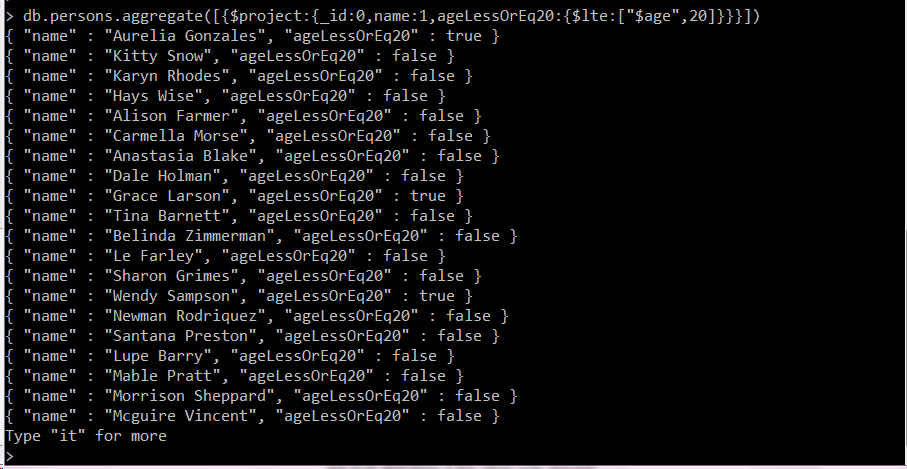 > db.persons.aggregate([{$project:{_id:0,name:1,ageLessOrEq20:{$lte:["$age",20]}}}])
{ "name" : "Aurelia Gonzales", "ageLessOrEq20" : true }
{ "name" : "Kitty Snow", "ageLessOrEq20" : false }
{ "name" : "Karyn Rhodes", "ageLessOrEq20" : false }
{ "name" : "Hays Wise", "ageLessOrEq20" : false }
{ "name" : "Alison Farmer", "ageLessOrEq20" : false }
{ "name" : "Carmella Morse", "ageLessOrEq20" : false }
{ "name" : "Anastasia Blake", "ageLessOrEq20" : false }
{ "name" : "Dale Holman", "ageLessOrEq20" : false }
{ "name" : "Grace Larson", "ageLessOrEq20" : true }
{ "name" : "Tina Barnett", "ageLessOrEq20" : false }
{ "name" : "Belinda Zimmerman", "ageLessOrEq20" : false }
{ "name" : "Le Farley", "ageLessOrEq20" : false }
{ "name" : "Sharon Grimes", "ageLessOrEq20" : false }
{ "name" : "Wendy Sampson", "ageLessOrEq20" : true }
{ "name" : "Newman Rodriquez", "ageLessOrEq20" : false }
{ "name" : "Santana Preston", "ageLessOrEq20" : false }
{ "name" : "Lupe Barry", "ageLessOrEq20" : false }
{ "name" : "Mable Pratt", "ageLessOrEq20" : false }
{ "name" : "Morrison Sheppard", "ageLessOrEq20" : false }
{ "name" : "Mcguire Vincent", "ageLessOrEq20" : false }
Type "it" for more
>